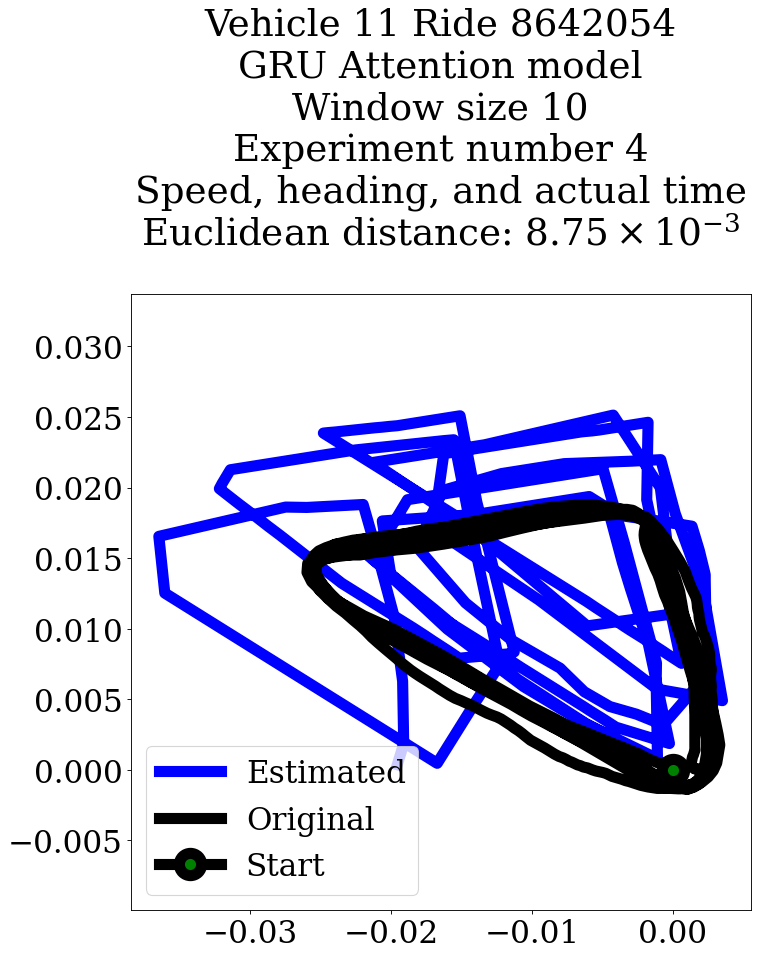 Vehicle 11 Ride 8642054
GRU Attention model
Window size 10
Experiment number 4
Speed, heading, and actual time
Euclidean distance: 8.75 × 10⁻³
0.030
0.025
0.020
0.015
0.010
0.005
0.000
−0.005
Estimated
Original
Start
−0.03 −0.02 −0.01 0.00